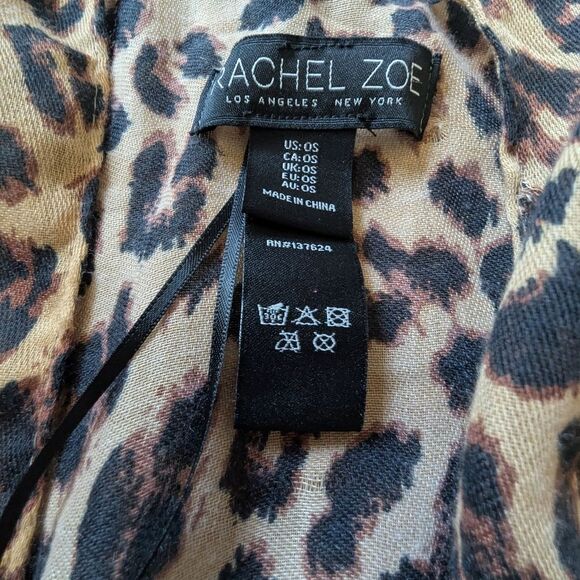 RACHEL ZOE
LOS ANGELES NEW YORK
US:OS
CA:OS
UK:OS
EU:OS
AU:OS
MADE IN CHINA
RN#137624
30°C